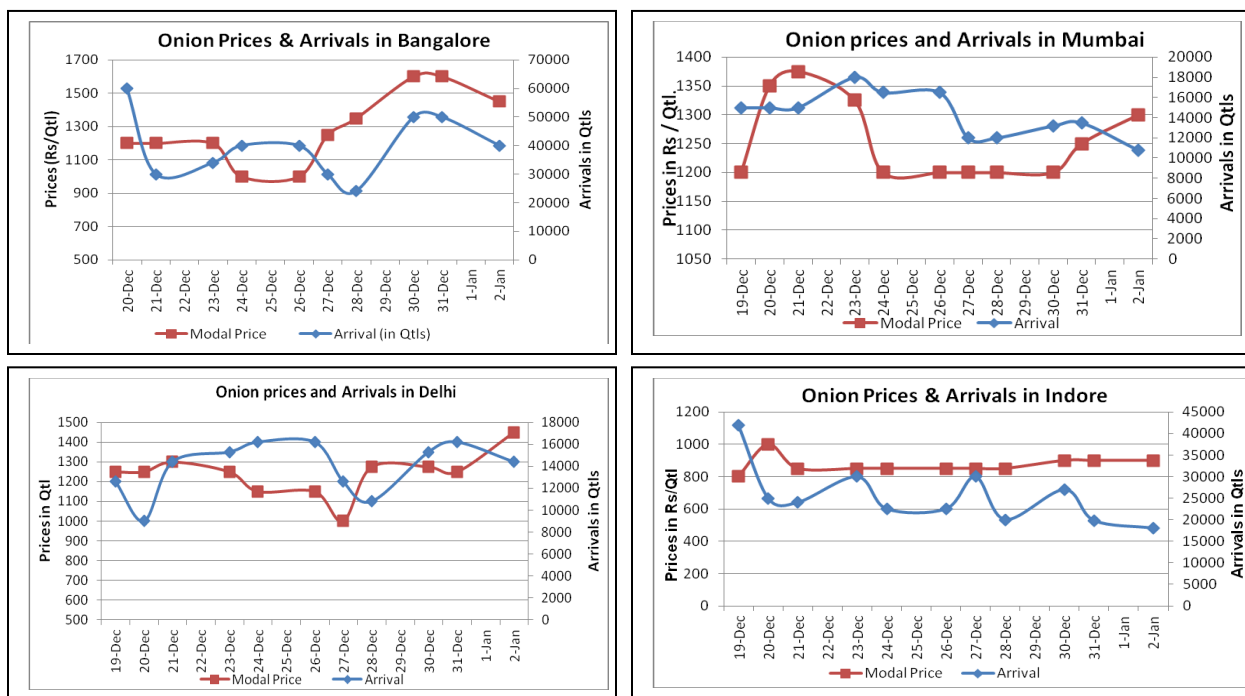 Onion Prices & Arrivals in Bangalore
Prices (Rs/Qtl)
1700
1500
1300
1100
900
700
500
70000
60000
50000
40000
30000
20000
10000
0
Arrivals in Qtls
20-Dec
21-Dec
22-Dec
23-Dec
24-Dec
25-Dec
26-Dec
27-Dec
28-Dec
29-Dec
30-Dec
31-Dec
1-Jan
2-Jan
Modal Price Arrival (in Qtls)
Onion prices and Arrivals in Mumbai
Prices in Rs / Qtl.
1400
1350
1300
1250
1200
1150
1100
1050
20000
18000
16000
14000
12000
10000
8000
6000
4000
2000
0
Arrivals in Qtls
19-Dec
20-Dec
21-Dec
22-Dec
23-Dec
24-Dec
25-Dec
26-Dec
27-Dec
28-Dec
29-Dec
30-Dec
31-Dec
1-Jan
2-Jan
Modal Price Arrival
Onion prices and Arrivals in Delhi
Prices in Qtl
1500
1400
1300
1200
1100
1000
900
800
700
600
500
18000
16000
14000
12000
10000
8000
6000
4000
2000
0
Arrivals in Qtls
19-Dec
20-Dec
21-Dec
22-Dec
23-Dec
24-Dec
25-Dec
26-Dec
27-Dec
28-Dec
29-Dec
30-Dec
31-Dec
1-Jan
2-Jan
Modal Price Arrival
Onion Prices & Arrivals in Indore
Prices in Rs/Qtl
1200
1000
800
600
400
200
0
45000
40000
35000
30000
25000
20000
15000
10000
5000
0
Arrivals in Qtls
19-Dec
20-Dec
21-Dec
22-Dec
23-Dec
24-Dec
25-Dec
26-Dec
27-Dec
28-Dec
29-Dec
30-Dec
31-Dec
1-Jan
2-Jan
Modal Price Arrival